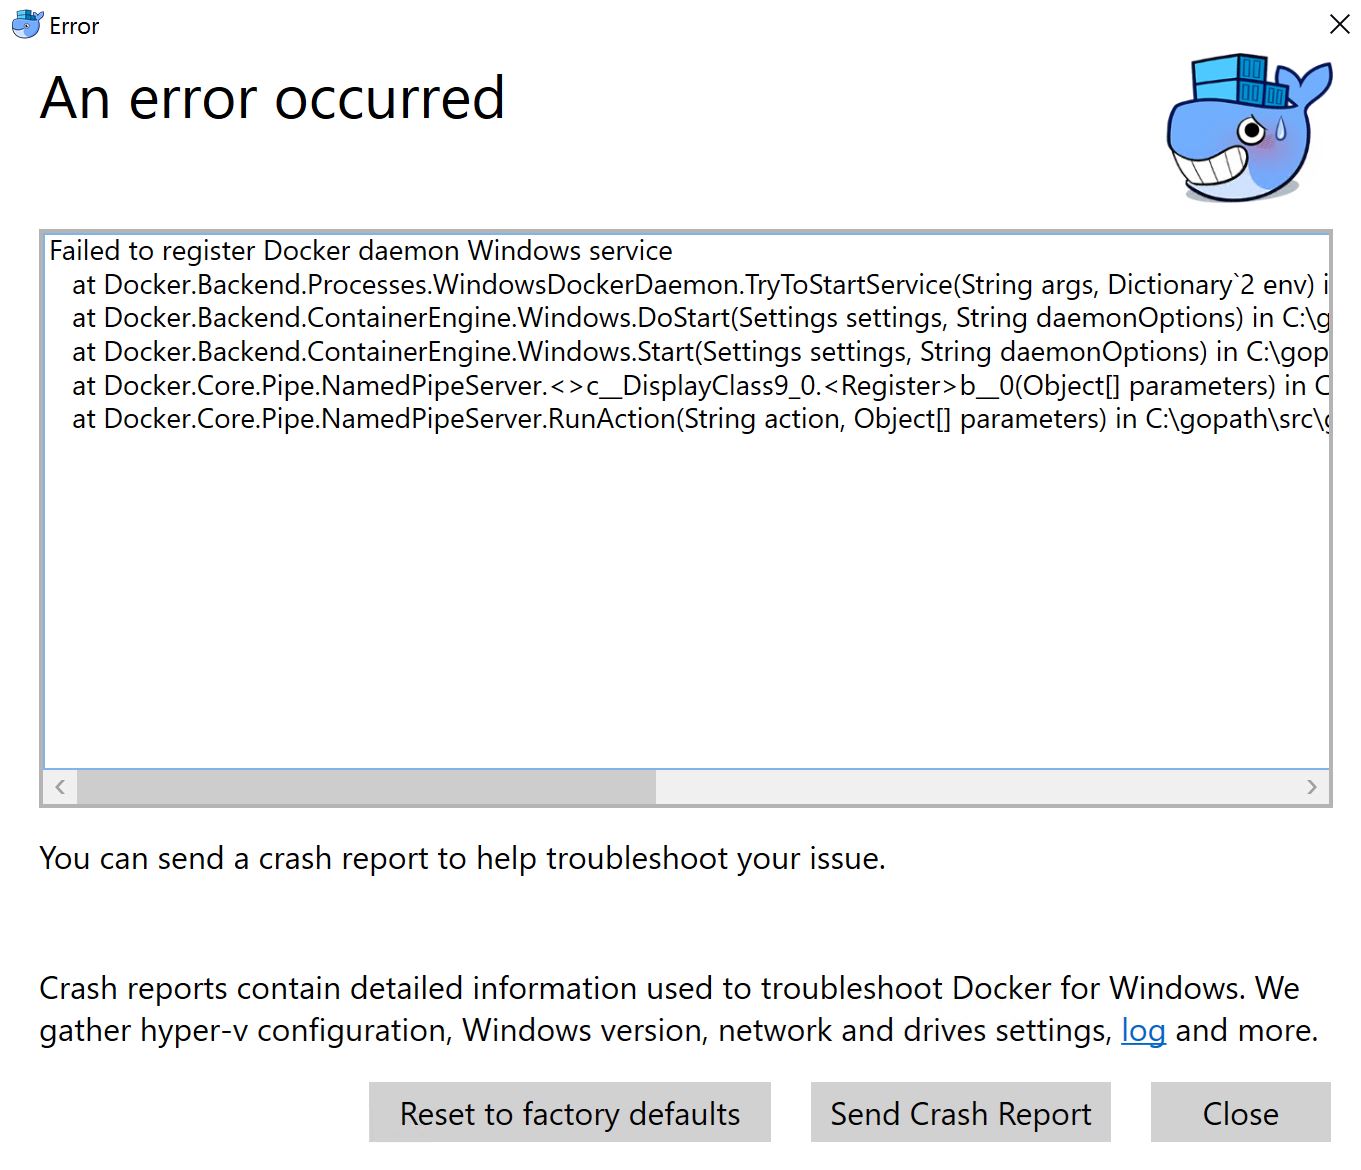 Error
An error occurred
Failed to register Docker daemon Windows service
at Docker.Backend.Processes.WindowsDockerDaemon.TryToStartService(String args, Dictionary`2 env) i
at Docker.Backend.ContainerEngine.Windows.DoStart(Settings settings, String daemonOptions) in C:\g
at Docker.Backend.ContainerEngine.Windows.Start(Settings settings, String daemonOptions) in C:\gop
at Docker.Core.Pipe.NamedPipeServer.<>c__DisplayClass9_0.<Register>b__0(Object[] parameters) in C
at Docker.Core.Pipe.NamedPipeServer.RunAction(String action, Object[] parameters) in C:\gopath\src\g
You can send a crash report to help troubleshoot your issue.
Crash reports contain detailed information used to troubleshoot Docker for Windows. We
gather hyper-v configuration, Windows version, network and drives settings, log and more.
Reset to factory defaults
Send Crash Report
Close